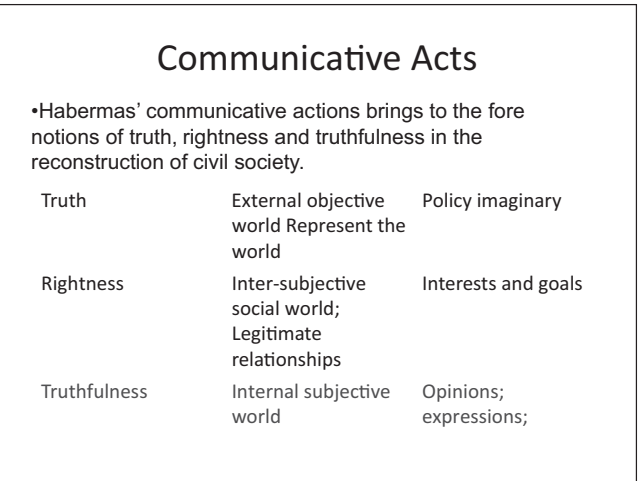 Communicative Acts
•Habermas' communicative actions brings to the fore
notions of truth, rightness and truthfulness in the
reconstruction of civil society.
Truth External objective Policy imaginary
world Represent the
world
Rightness Inter-subjective Interests and goals
social world;
Legitimate
relationships
Truthfulness Internal subjective Opinions;
world expressions;